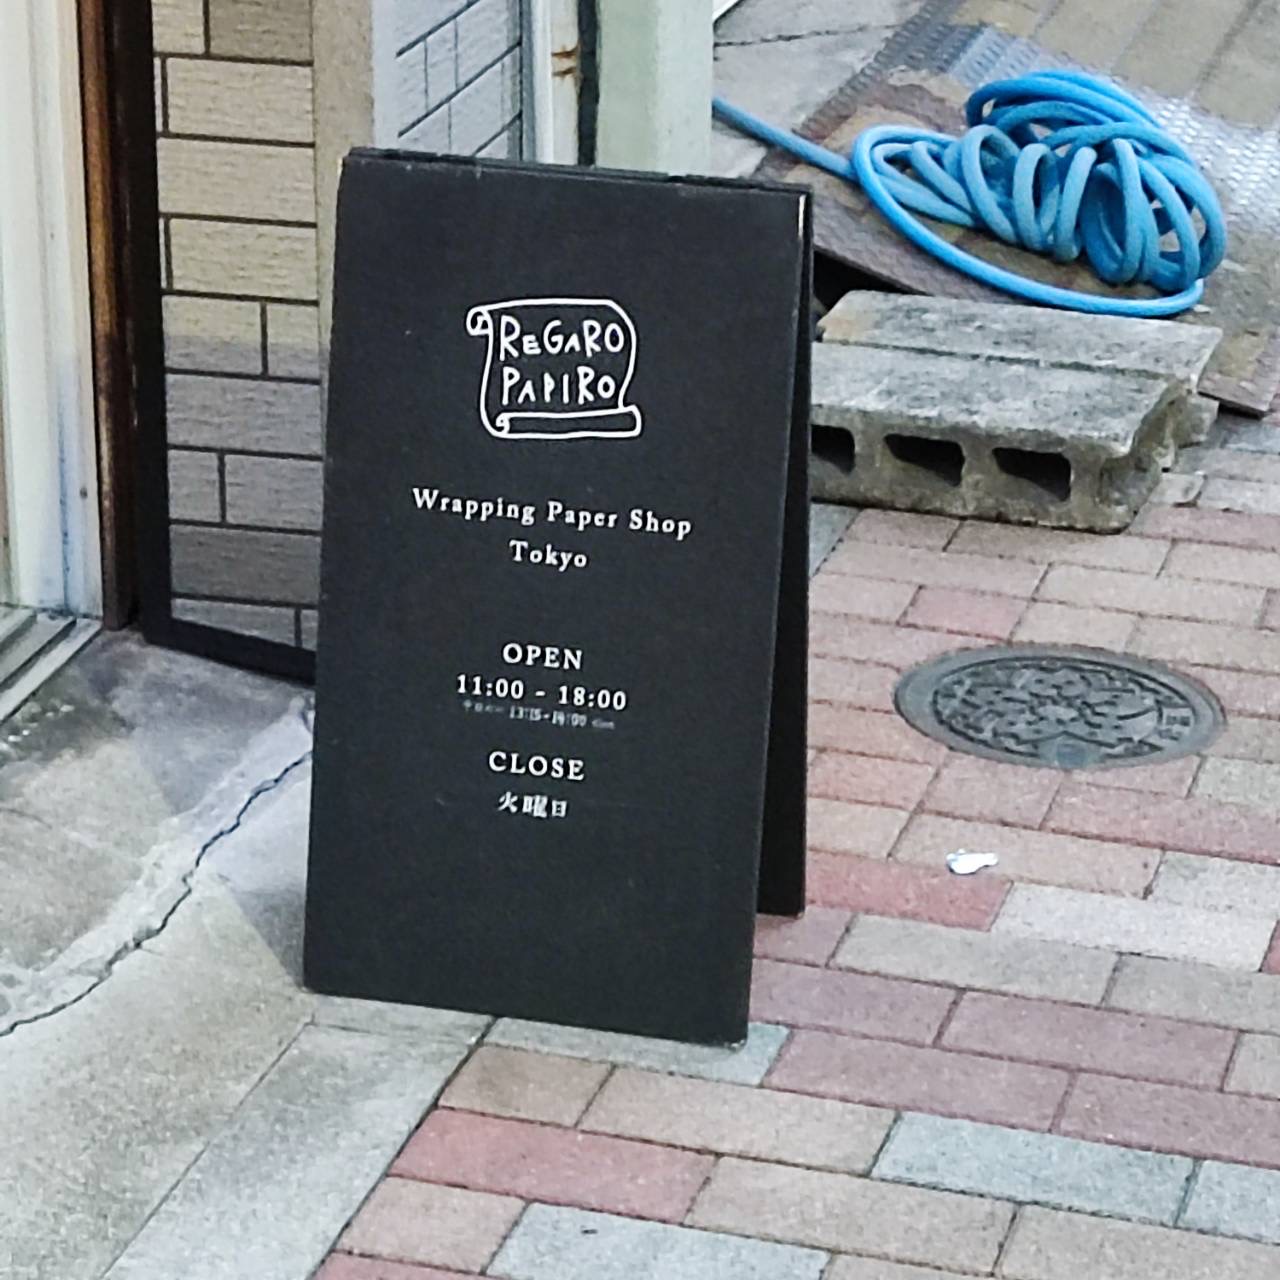 REGARO
PAPIRO
Wrapping Paper Shop
Tokyo
OPEN
11:00 - 18:00
CLOSE
火曜日